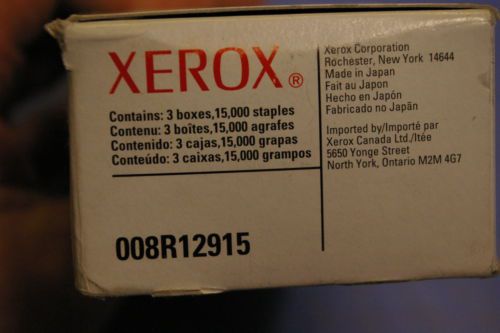 XEROX®
Contains: 3 boxes,15,000 staples
Contenu: 3 boîtes,15,000 agrafes
Contenido: 3 cajas,15,000 grapas
Conteúdo: 3 caixas,15,000 grampos
008R12915
Xerox Corporation
Rochester, New York 14644
Made in Japan
Fait au Japon
Hecho en Japón
Fabricado no Japão
Imported by/Importé par
Xerox Canada Ltd./ltée
5650 Yonge Street
North York, Ontario M2M 4G7